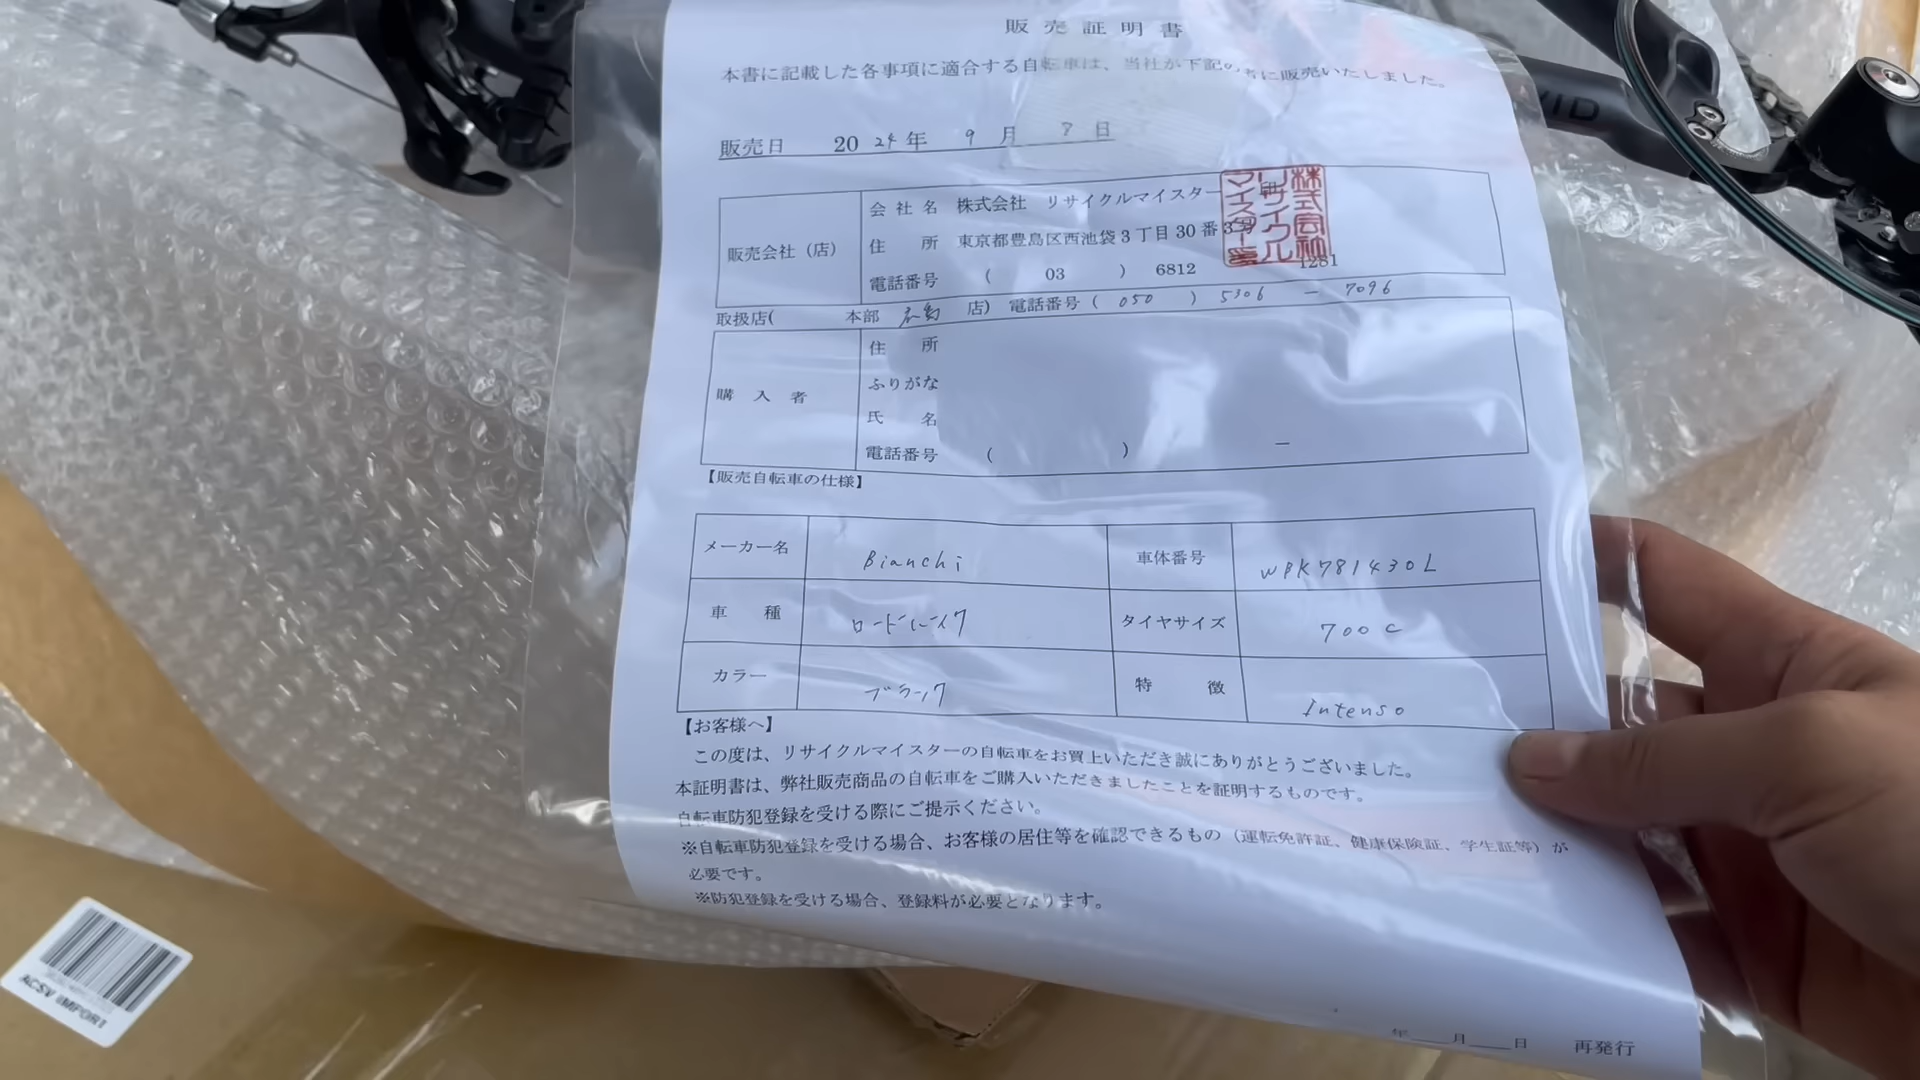 販売証明書
本書に記載した各事項に適合する自転車は、当社が下記の者に販売いたしました。
販売日 2024年 9月 7日
販売会社（店）
会社名 株式会社 リサイクルマイスター 印
住所 東京都豊島区西池袋3丁目30番3号
電話番号 ( 03 ) 6812 1281
株式会社リサイクルマイスター
取扱店( 本部 店) 電話番号 ( 050 ) 5306 － 7096
購入者
住所
ふりがな
氏名
電話番号 ( ) －
【販売自転車の仕様】
メーカー名 Bianchi 車体番号 WBK781430L
車種 ロードバイク タイヤサイズ 700C
カラー ブラック 特徴 Intenso
【お客様へ】
この度は、リサイクルマイスターの自転車をお買上いただき誠にありがとうございました。
本証明書は、弊社販売商品の自転車をご購入いただきましたことを証明するものです。
自転車防犯登録を受ける際にご提示ください。
※自転車防犯登録を受ける場合、お客様の居住等を確認できるもの（運転免許証、健康保険証、学生証等）が
必要です。
※防犯登録を受ける場合、登録料が必要となります。
年 月 日 再発行
ACSV IMPORT